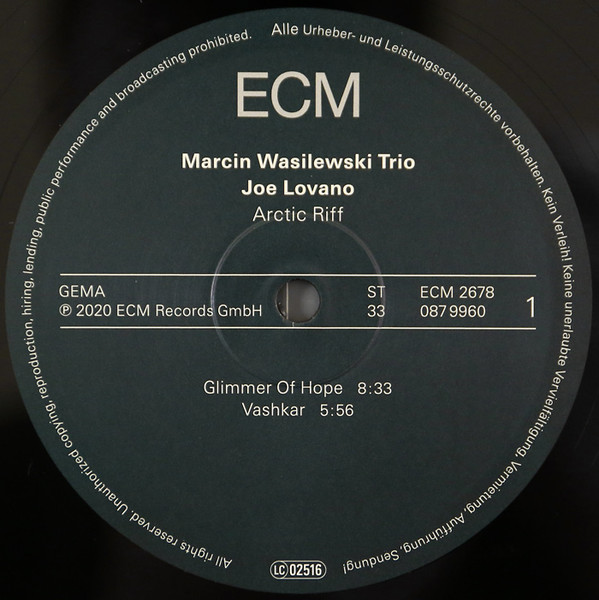 ECM
Marcin Wasilewski Trio
Joe Lovano
Arctic Riff
GEMA ST ECM 2678
℗ 2020 ECM Records GmbH 33 087 9960 1
Glimmer Of Hope 8:33
Vashkar 5:56
LC 02516
All rights reserved. Unauthorized copying, reproduction, hiring, lending, public performance and broadcasting prohibited. Alle Urheber- und Leistungsschutzrechte vorbehalten. Kein Verleih! Keine unerlaubte Vervielfältigung, Vermietung, Aufführung, Sendung!